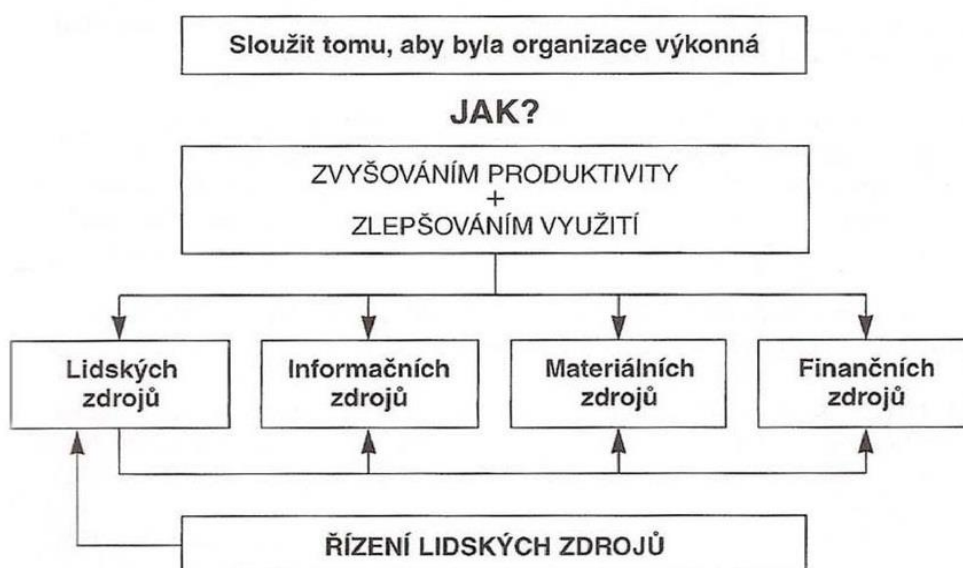 Sloužit tomu, aby byla organizace výkonná
JAK?
ZVYŠOVÁNÍM PRODUKTIVITY
+
ZLEPŠOVÁNÍM VYUŽITÍ
Lidských
zdrojů
Informačních
zdrojů
Materiálních
zdrojů
Finančních
zdrojů
ŘÍZENÍ LIDSKÝCH ZDROJŮ